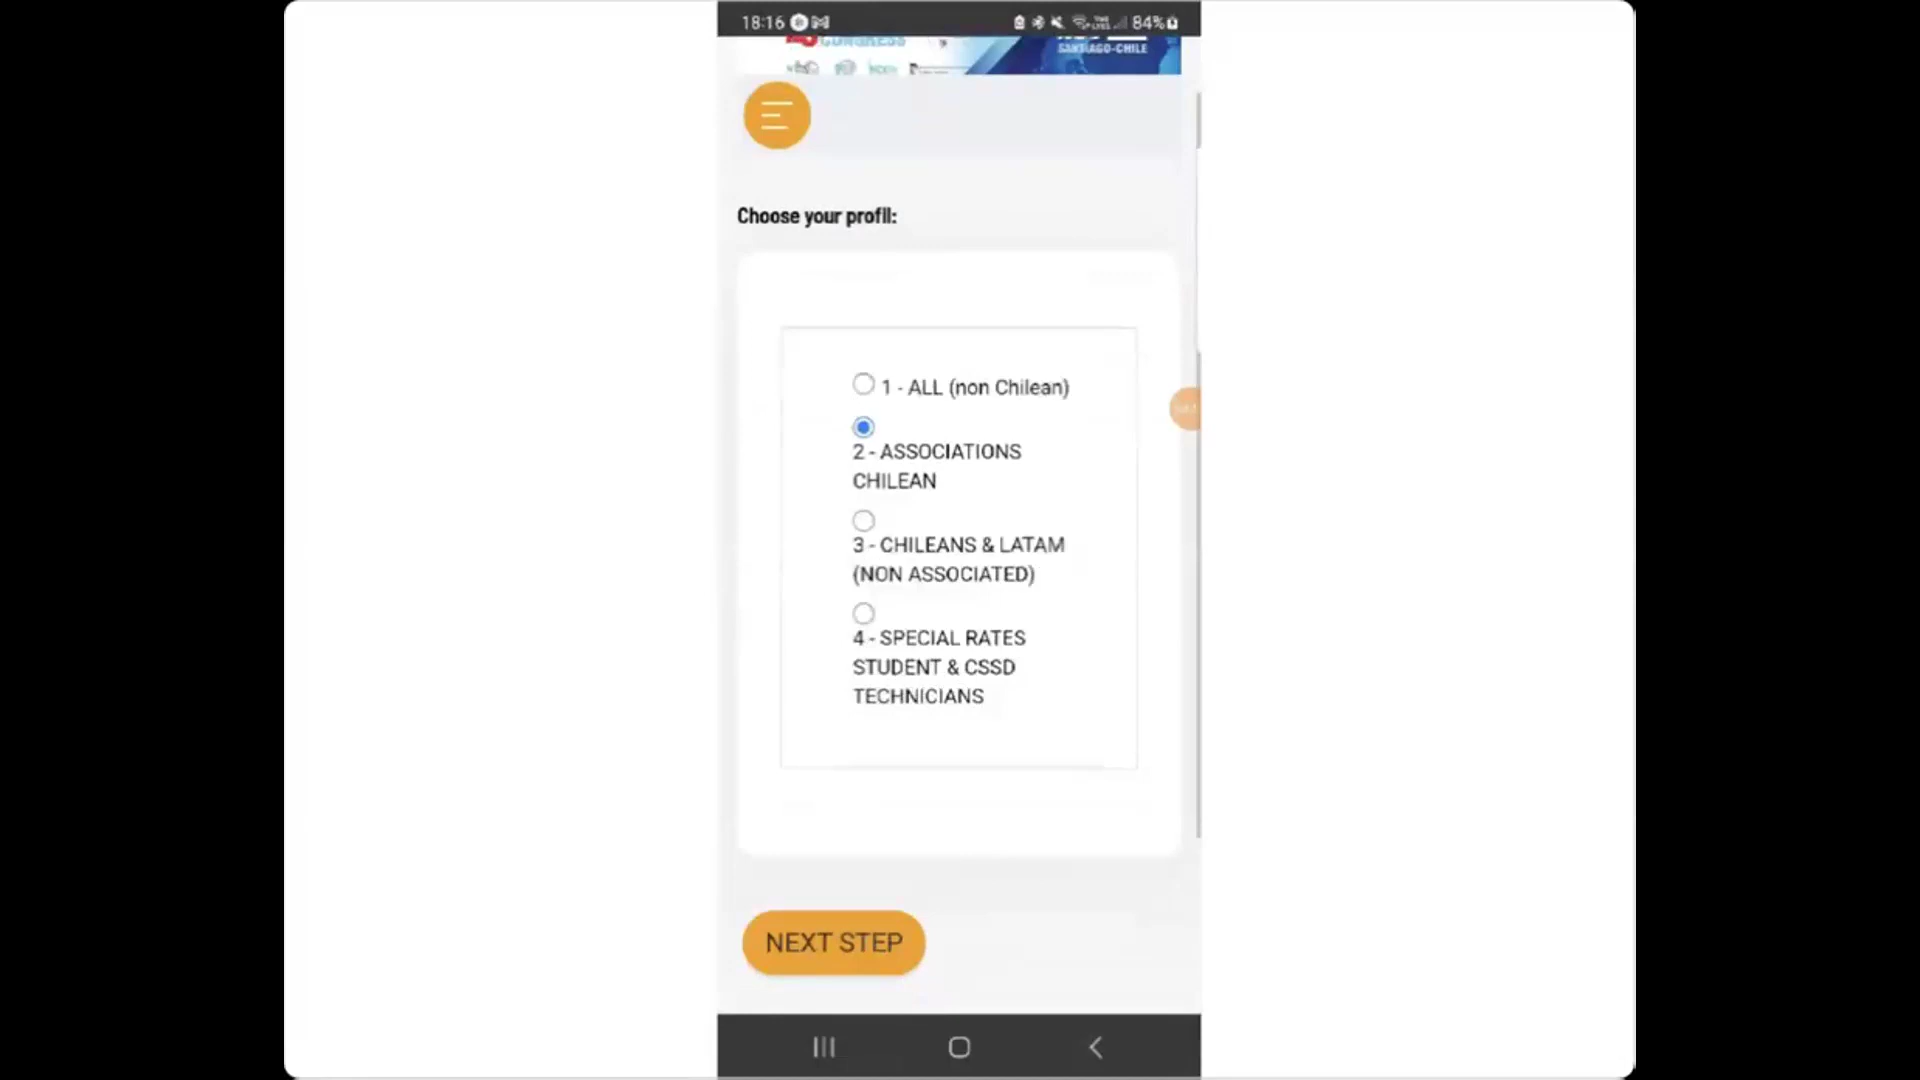 18:16
84%
CONGRESS
SANTIAGO-CHILE
Choose your profil:
1 - ALL (non Chilean)
2 - ASSOCIATIONS
CHILEAN
3 - CHILEANS & LATAM
(NON ASSOCIATED)
4 - SPECIAL RATES
STUDENT & CSSD
TECHNICIANS
NEXT STEP